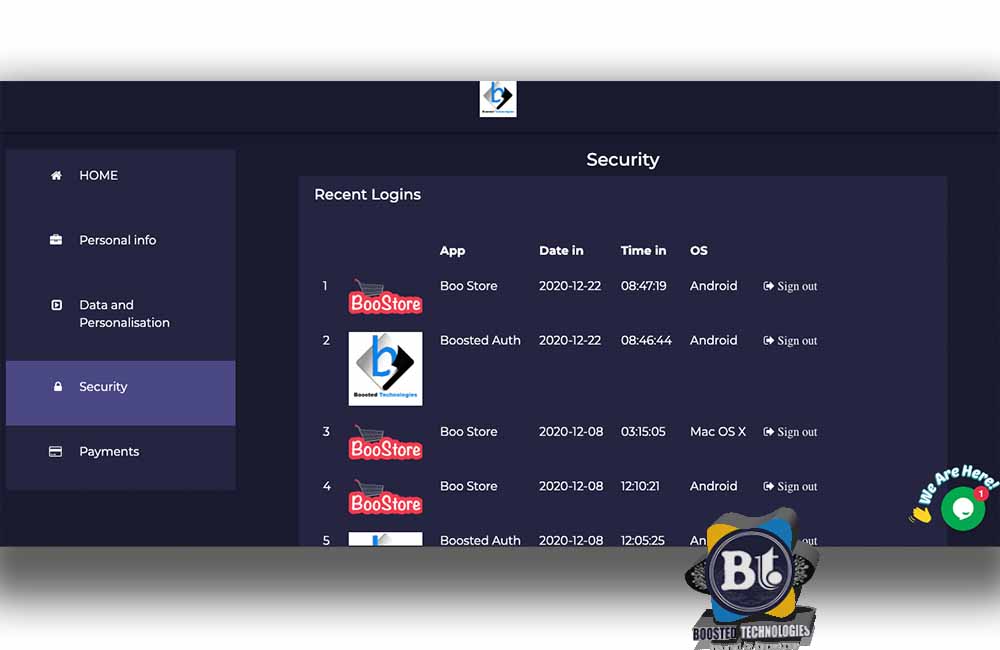 b
Boosted Technologies
HOME
Personal info
Data and
Personalisation
Security
Payments
Security
Recent Logins
App Date in Time in OS
1 BooStore Boo Store 2020-12-22 08:47:19 Android Sign out
2 b Boosted Technologies Boosted Auth 2020-12-22 08:46:44 Android Sign out
3 BooStore Boo Store 2020-12-08 03:15:05 Mac OS X Sign out
4 BooStore Boo Store 2020-12-08 12:10:21 Android Sign out
5 Boosted Auth 2020-12-08 12:05:25 An out
We Are Here!
1
Bt
BOOSTED TECHNOLOGIES